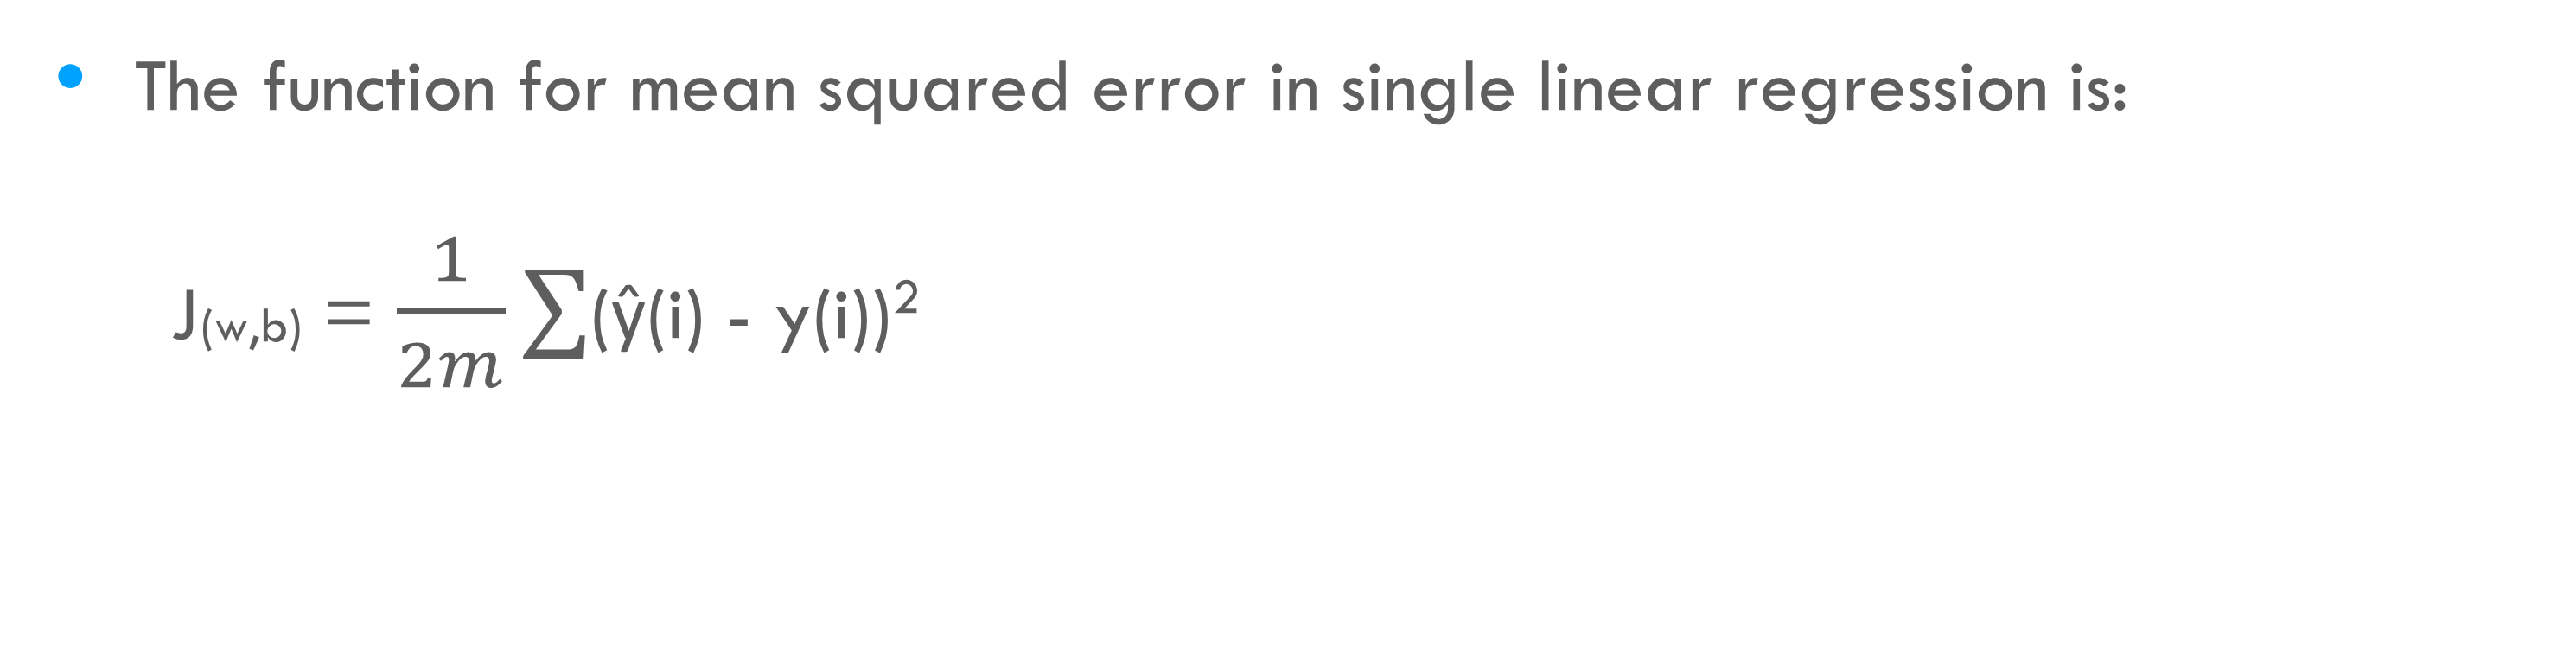 • The function for mean squared error in single linear regression is:
J(w,b) = 1/2m ∑(ŷ(i) - y(i))²